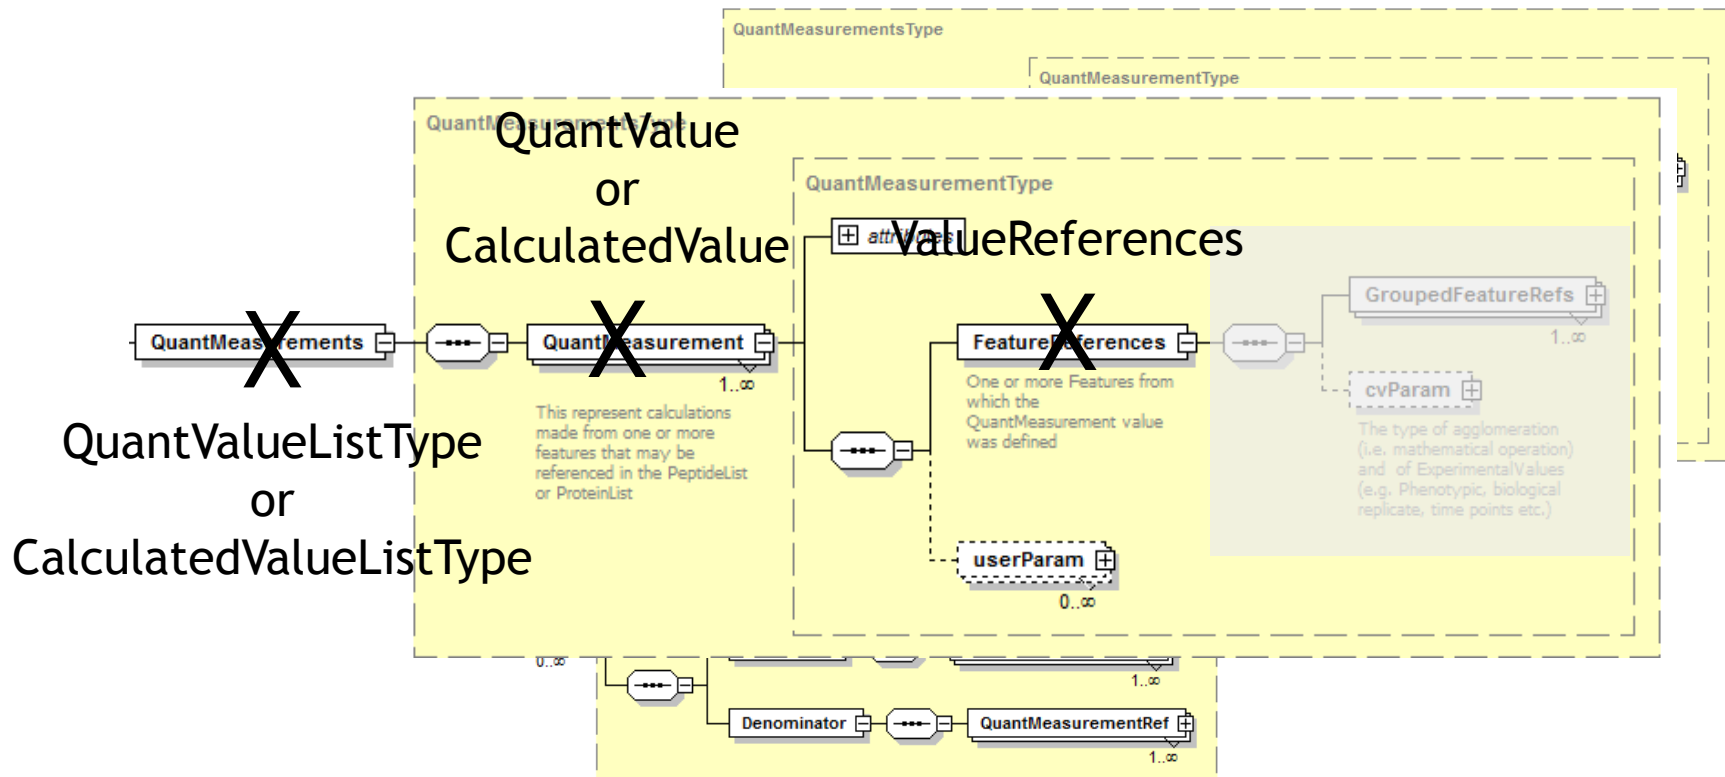 QuantMeasurementsType
QuantMeasurementType
QuantMeasurementsType
QuantValue
or
CalculatedValue
QuantMeasurementType
attributes
ValueReferences
GroupedFeatureRefs
1..∞
QuantMeasurements
QuantMeasurement
1..∞
FeatureReferences
X
X
X
cvParam
This represent calculations
made from one or more
features that may be
referenced in the PeptideList
or ProteinList
One or more Features from
which the
QuantMeasurement value
was defined
The type of agglomeration
(i.e. mathematical operation)
and of ExperimentalValues
(e.g. Phenotypic, biological
replicate, time points etc.)
QuantValueListType
or
CalculatedValueListType
userParam
0..∞
0..∞
1..∞
Denominator
QuantMeasurementRef
1..∞